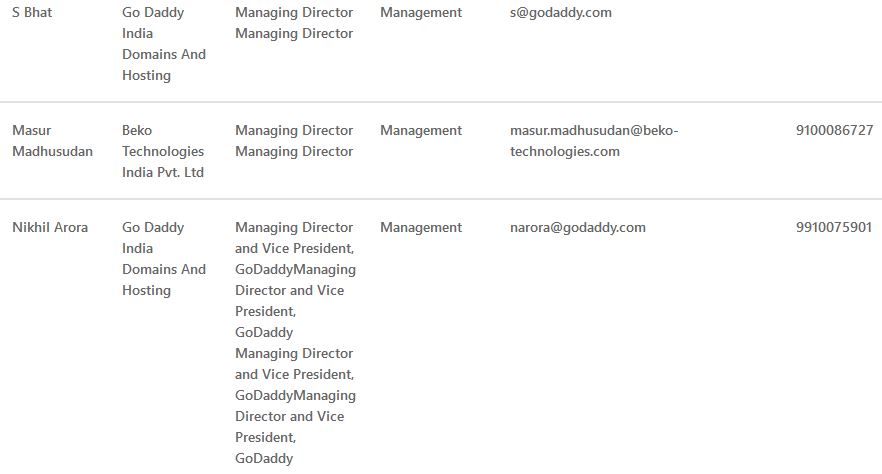 S Bhat
Go Daddy
India
Domains And
Hosting
Managing Director
Managing Director
Management
s@godaddy.com
Masur
Madhusudan
Beko
Technologies
India Pvt. Ltd
Managing Director
Managing Director
Management
masur.madhusudan@beko-
technologies.com
9100086727
Nikhil Arora
Go Daddy
India
Domains And
Hosting
Managing Director
and Vice President,
GoDaddyManaging
Director and Vice
President,
GoDaddy
Managing Director
and Vice President,
GoDaddyManaging
Director and Vice
President,
GoDaddy
Management
narora@godaddy.com
9910075901